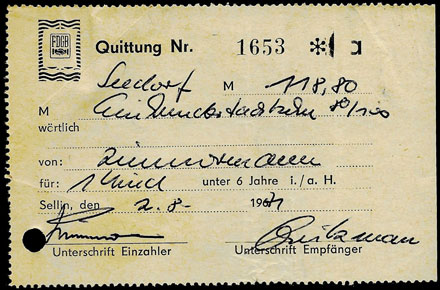 FDGB
Quittung Nr. 1653 *
Seedorf M 118,80
M Einhundertachtzehn 80/100
wörtlich
von: Zimmermann
für: 1 Kind unter 6 Jahre i./a. H.
Sellin, den 2. 8. 1971
Unterschrift Einzahler Unterschrift Empfänger